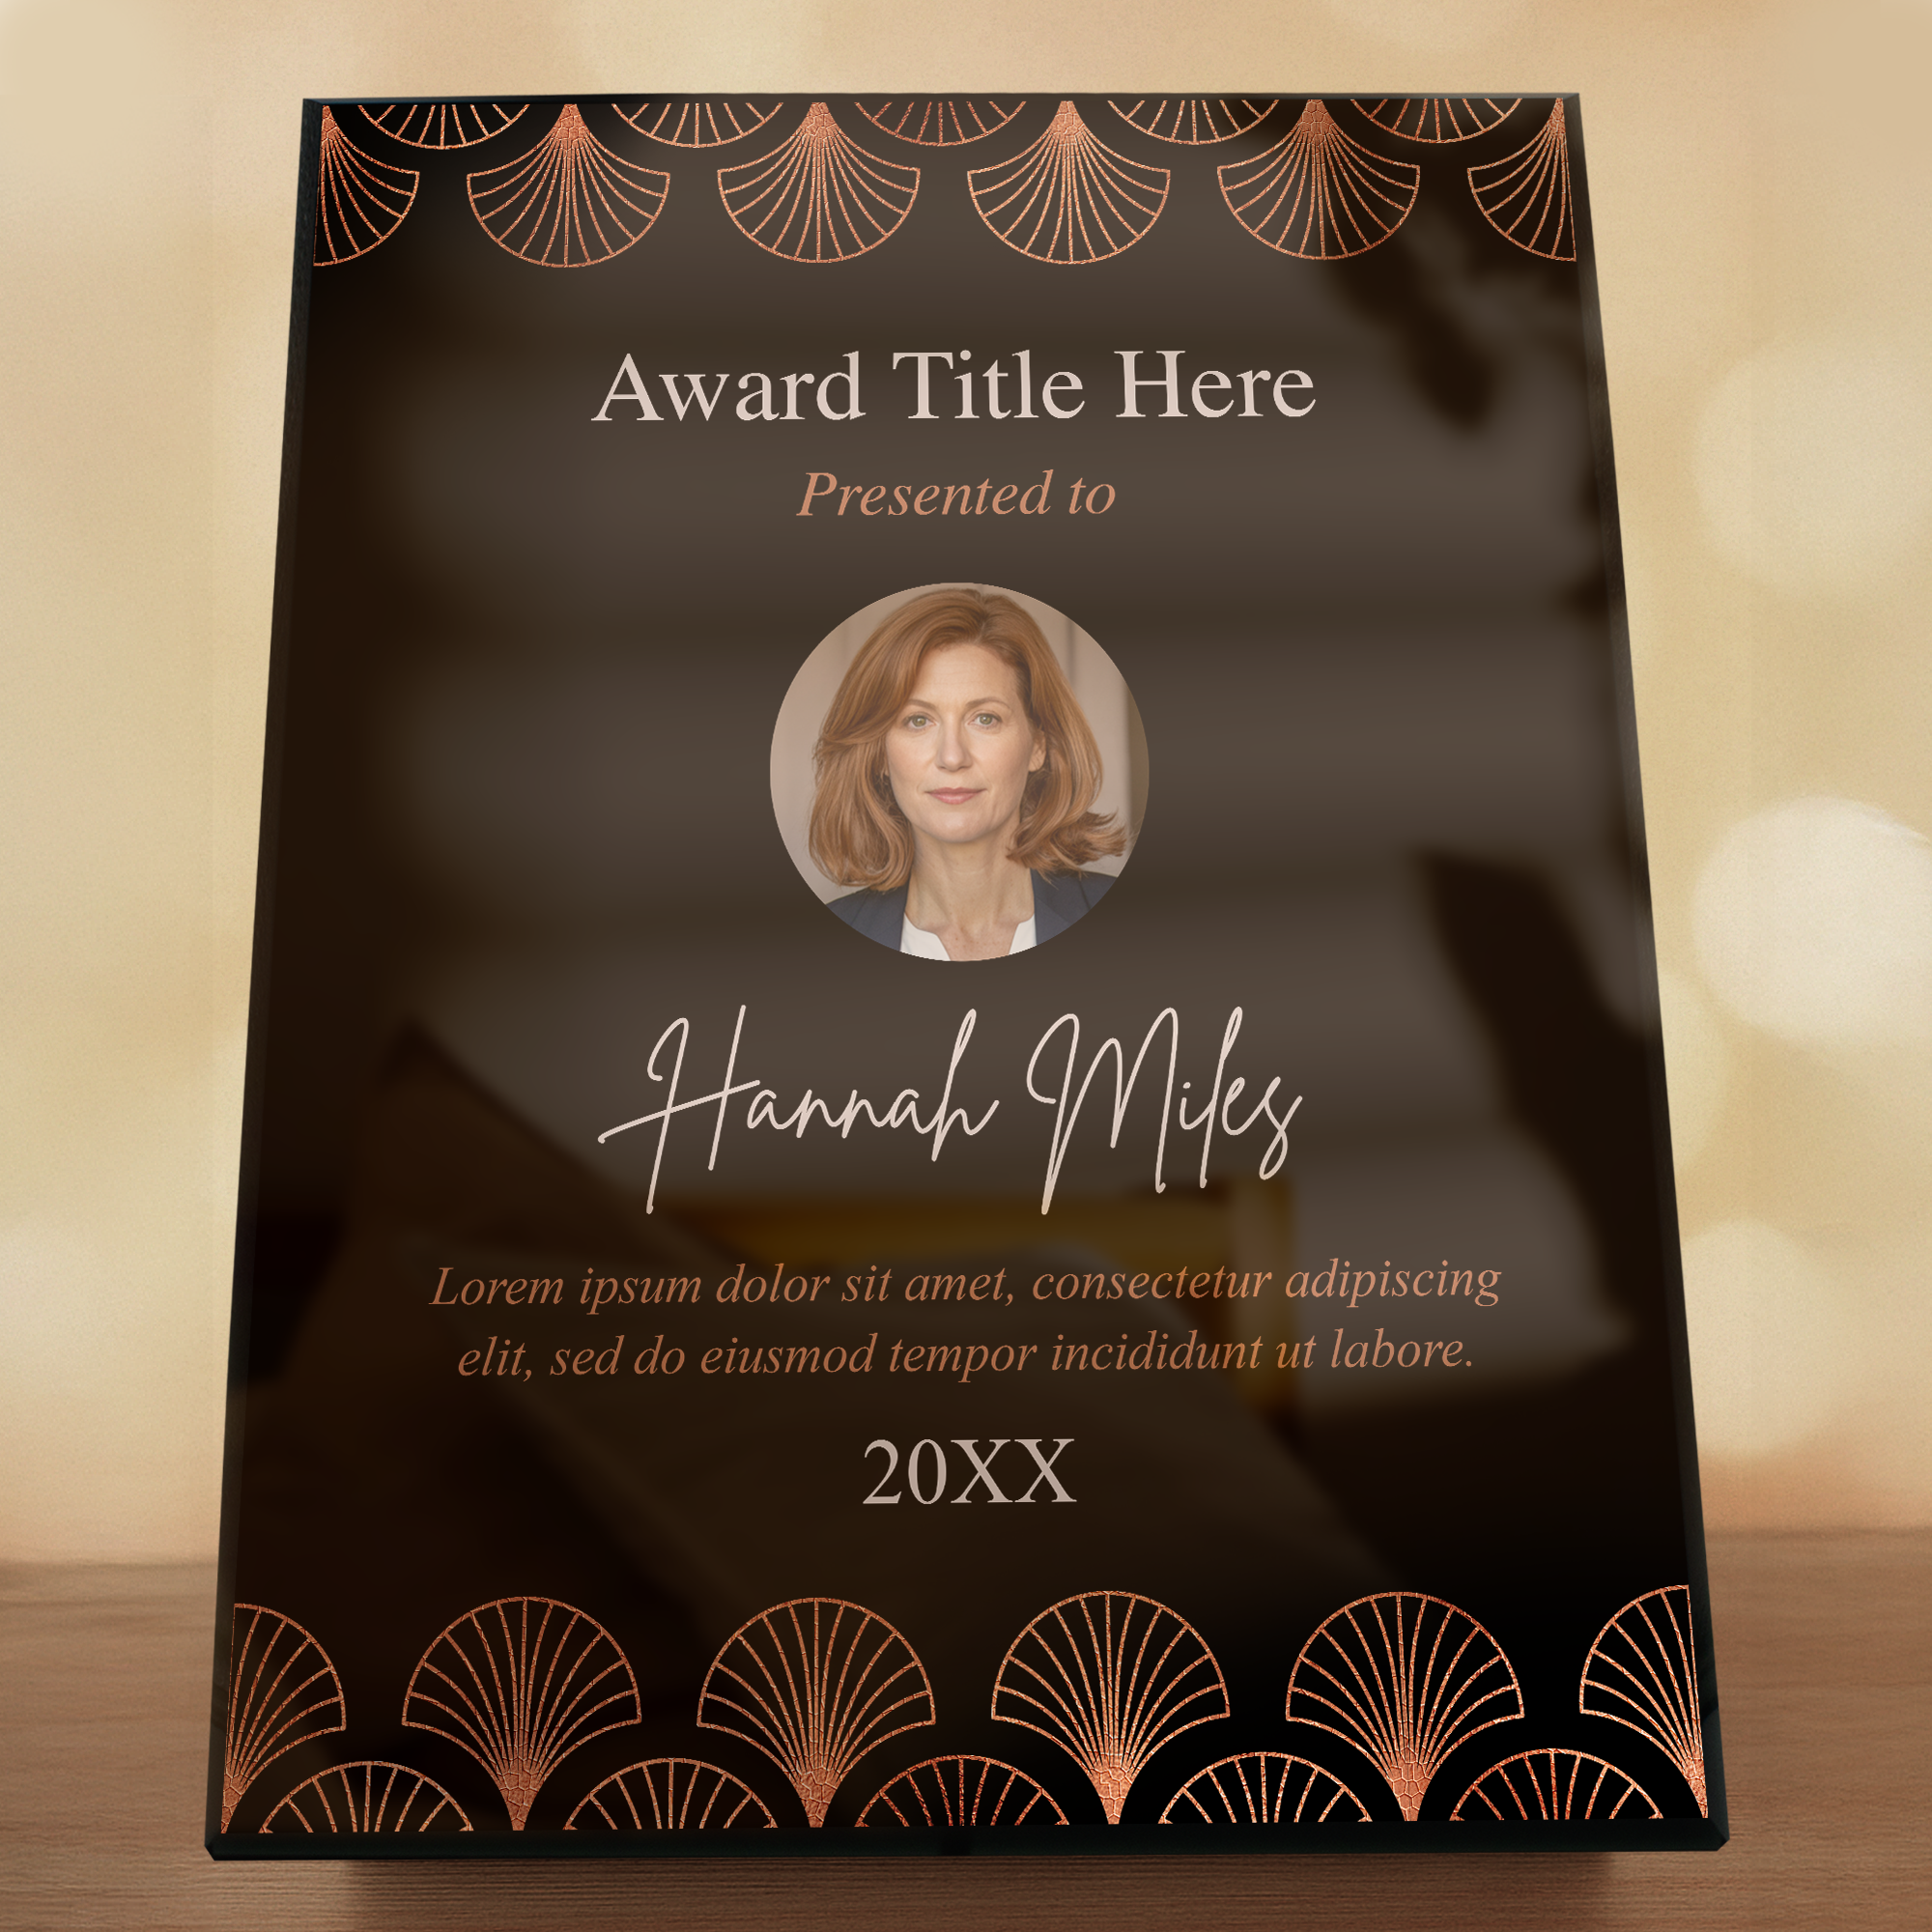 Award Title Here
Presented to
Hannah Miles
Lorem ipsum dolor sit amet, consectetur adipiscing
elit, sed do eiusmod tempor incididunt ut labore.
20XX